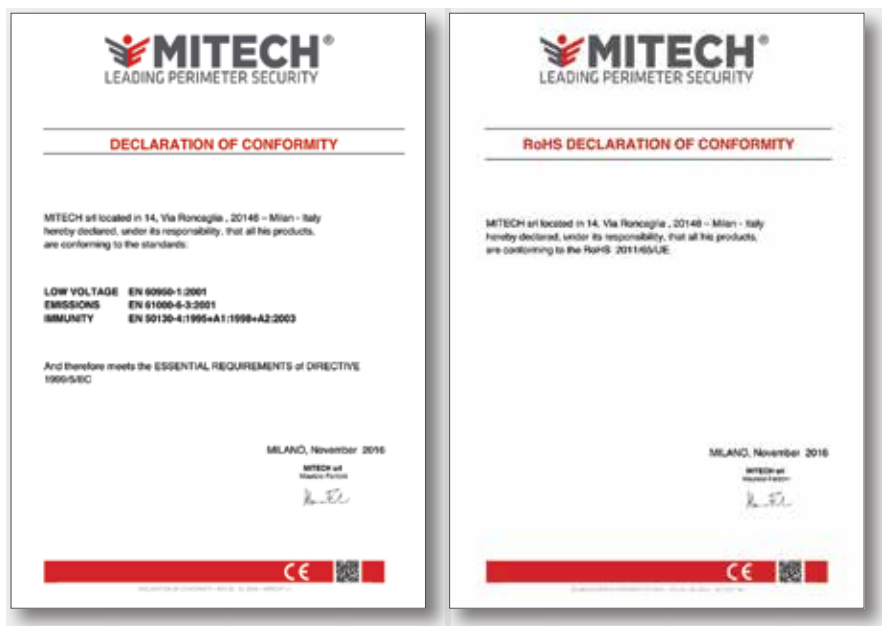 MITECH®
LEADING PERIMETER SECURITY
DECLARATION OF CONFORMITY
MITECH srl located in 14, Via Roncaglia , 20146 – Milan - Italy
hereby declared, under its responsibility, that all his products,
are conforming to the standards:
LOW VOLTAGE EN 60950-1:2001
EMISSIONS EN 61000-6-3:2001
IMMUNITY EN 50130-4:1995+A1:1998+A2:2003
And therefore meets the ESSENTIAL REQUIREMENTS of DIRECTIVE
1999/5/EC
MILANO, November 2016
MITECH srl
CE
MITECH®
LEADING PERIMETER SECURITY
RoHS DECLARATION OF CONFORMITY
MITECH srl located in 14, Via Roncaglia , 20146 – Milan - Italy
hereby declared, under its responsibility, that all his products,
are conforming to the RoHS 2011/65/UE
MILANO, November 2016
MITECH srl
CE